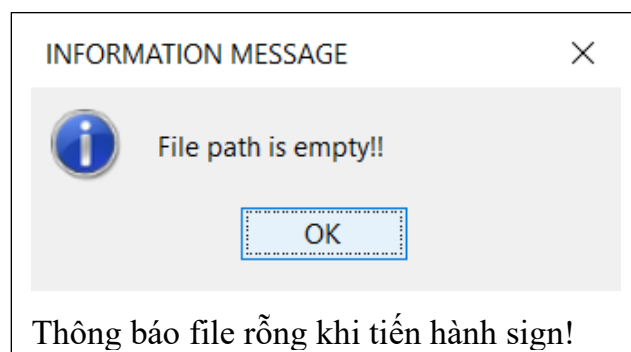 INFORMATION MESSAGE
File path is empty!!
OK
Thông báo file rỗng khi tiến hành sign!